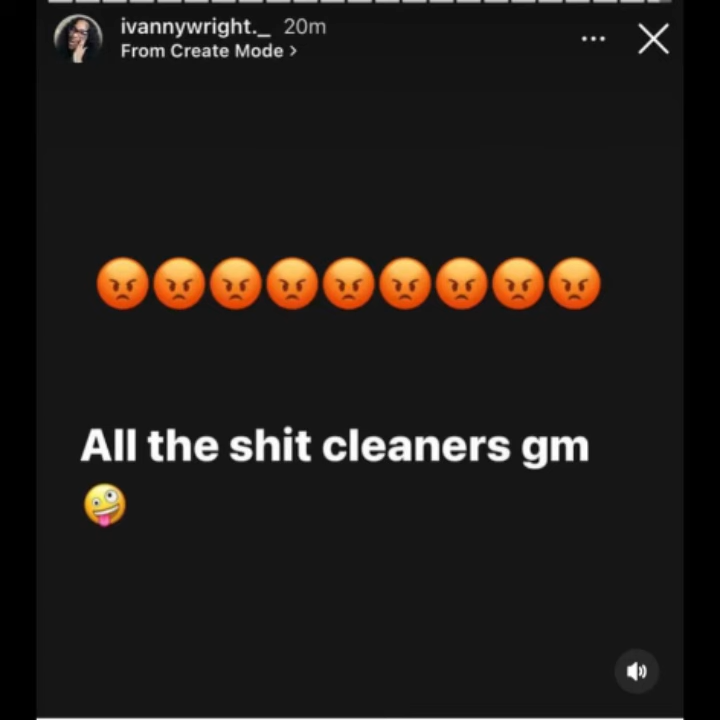 ivannywright._ 20m
From Create Mode >
😡😡😡😡😡😡😡😡😡
All the shit cleaners gm
🤪